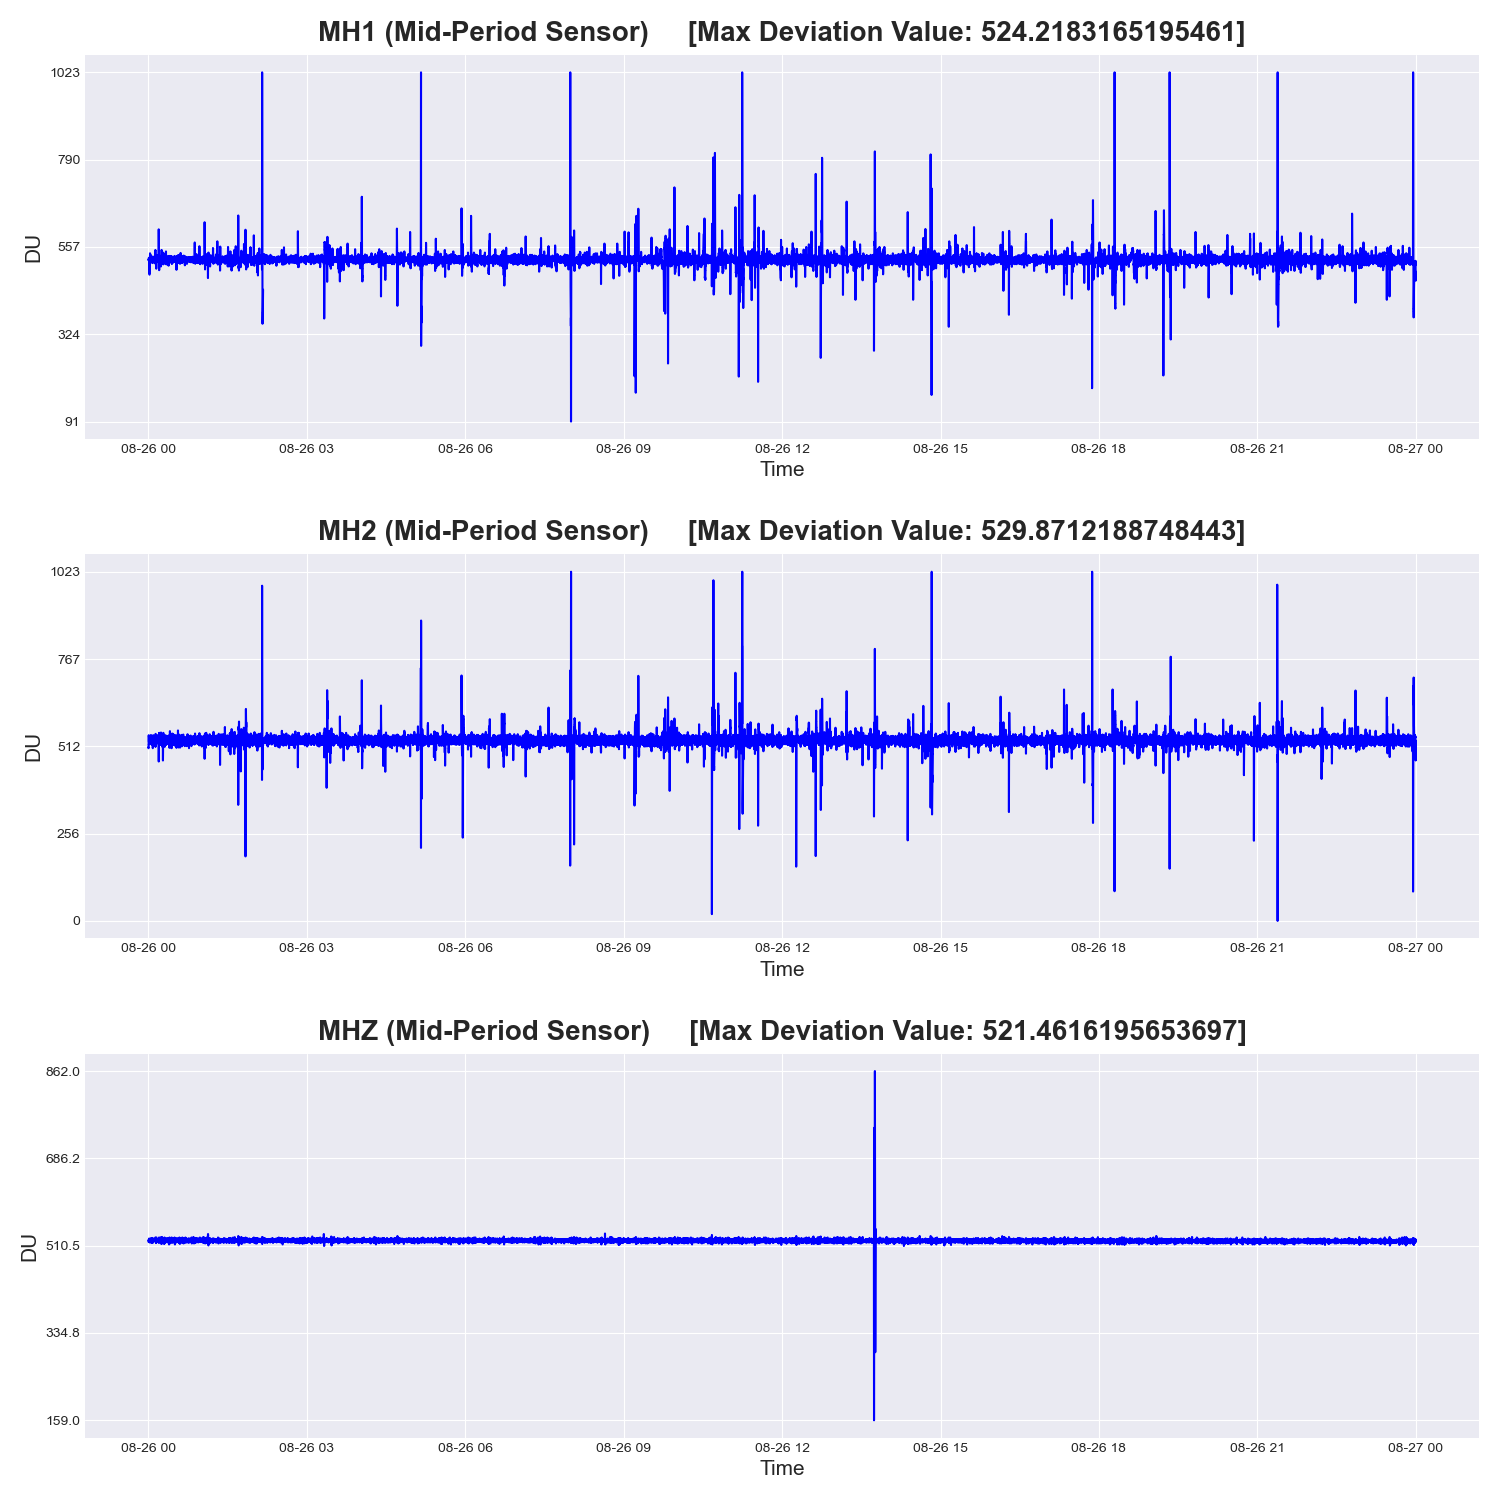 MH1 (Mid-Period Sensor) [Max Deviation Value: 524.2183165195461]
1023
790
557
324
91
DU
08-26 00 08-26 03 08-26 06 08-26 09 08-26 12 08-26 15 08-26 18 08-26 21 08-27 00
Time
MH2 (Mid-Period Sensor) [Max Deviation Value: 529.8712188748443]
1023
767
512
256
0
DU
08-26 00 08-26 03 08-26 06 08-26 09 08-26 12 08-26 15 08-26 18 08-26 21 08-27 00
Time
MHZ (Mid-Period Sensor) [Max Deviation Value: 521.4616195653697]
862.0
686.2
510.5
334.8
159.0
DU
08-26 00 08-26 03 08-26 06 08-26 09 08-26 12 08-26 15 08-26 18 08-26 21 08-27 00
Time